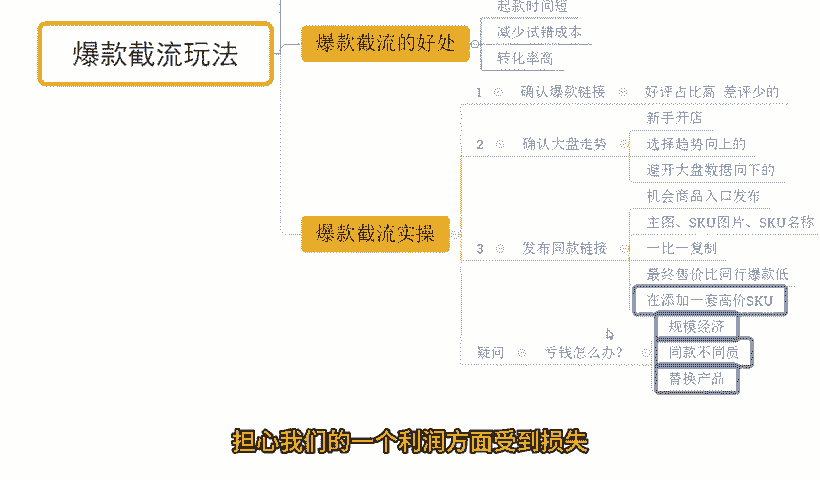 爆款截流玩法
爆款截流的好处
起款时间短
减少试错成本
转化率高
爆款截流实操
1 确认爆款链接 好评占比高 差评少的
2 确认大盘走势
新手开店
选择趋势向上的
避开大盘数据向下的
3 发布同款链接
机会商品入口发布
主图、SKU图片、SKU名称
一比一复制
最终售价比同行爆款低
在添加一套高价SKU
疑问 亏钱怎么办？
规模经济
同款不同质
替换产品
担心我们的一个利润方面受到损失